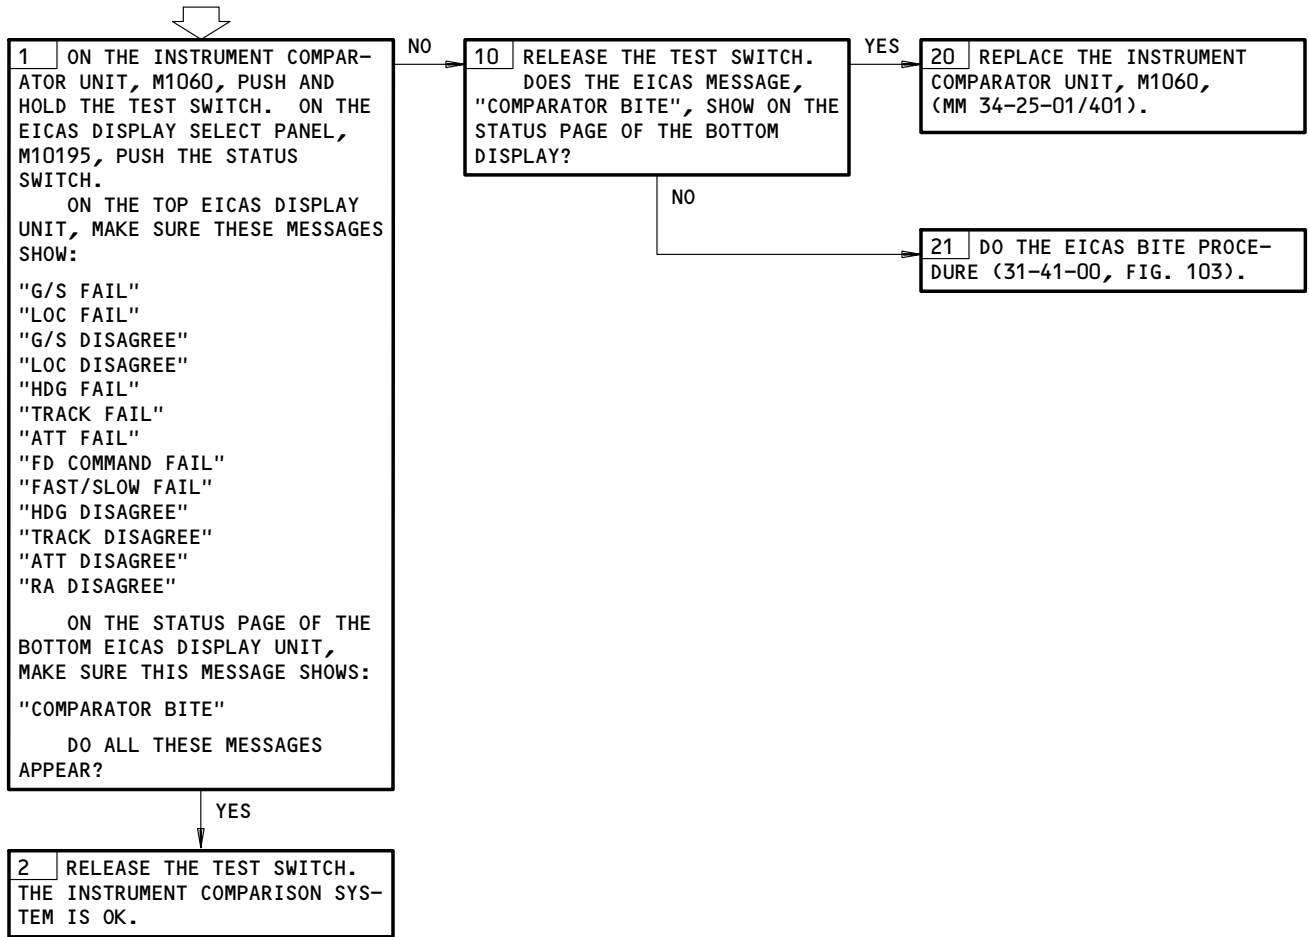 1 ON THE INSTRUMENT COMPAR-
ATOR UNIT, M1060, PUSH AND
HOLD THE TEST SWITCH. ON THE
EICAS DISPLAY SELECT PANEL,
M10195, PUSH THE STATUS
SWITCH.
ON THE TOP EICAS DISPLAY
UNIT, MAKE SURE THESE MESSAGES
SHOW:
"G/S FAIL"
"LOC FAIL"
"G/S DISAGREE"
"LOC DISAGREE"
"HDG FAIL"
"TRACK FAIL"
"ATT FAIL"
"FD COMMAND FAIL"
"FAST/SLOW FAIL"
"HDG DISAGREE"
"TRACK DISAGREE"
"ATT DISAGREE"
"RA DISAGREE"
ON THE STATUS PAGE OF THE
BOTTOM EICAS DISPLAY UNIT,
MAKE SURE THIS MESSAGE SHOWS:
"COMPARATOR BITE"
DO ALL THESE MESSAGES
APPEAR?
YES
2 RELEASE THE TEST SWITCH.
THE INSTRUMENT COMPARISON SYS-
TEM IS OK.
NO
10 RELEASE THE TEST SWITCH.
DOES THE EICAS MESSAGE,
"COMPARATOR BITE", SHOW ON THE
STATUS PAGE OF THE BOTTOM
DISPLAY?
YES
20 REPLACE THE INSTRUMENT
COMPARATOR UNIT, M1060,
(MM 34-25-01/401).
NO
21 DO THE EICAS BITE PROCE-
DURE (31-41-00, FIG. 103).